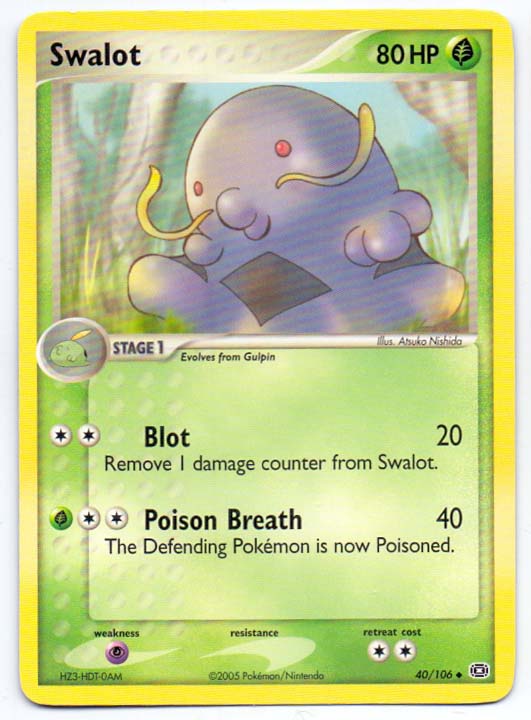 Swalot 80 HP
Illus. Atsuko Nishida
STAGE 1
Evolves from Gulpin
Blot 20
Remove 1 damage counter from Swalot.
Poison Breath 40
The Defending Pokémon is now Poisoned.
weakness resistance retreat cost
HZ3-HDT-0AM ©2005 Pokémon/Nintendo 40/106